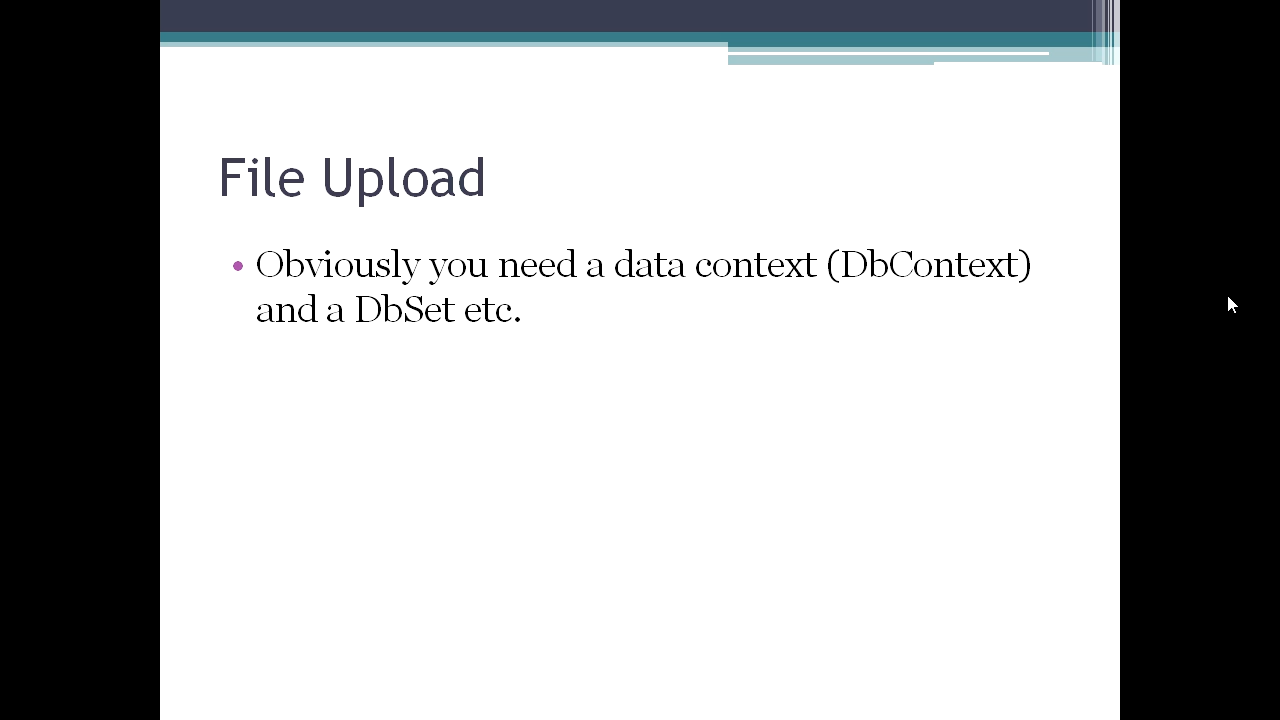 File Upload
• Obviously you need a data context (DbContext)
and a DbSet etc.